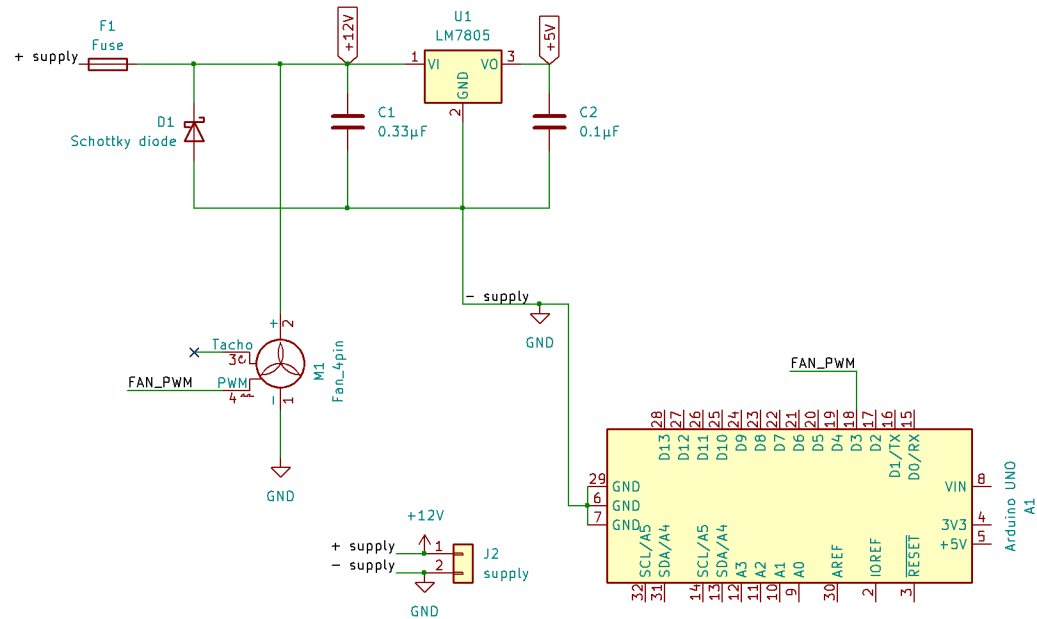 F1
Fuse
+ supply
+12V
U1
LM7805
1
VI
VO
3
GND
2
+5V
D1
Schottky diode
C1
0.33µF
C2
0.1µF
- supply
GND
+
2
Tacho
3
FAN_PWM
PWM
4
-
1
M1
Fan_4pin
GND
FAN_PWM
28
27
26
25
24
23
22
21
20
19
18
17
16
15
D13
D12
D11
D10
D9
D8
D7
D6
D5
D4
D3
D2
D1/TX
D0/RX
29
GND
6
GND
7
GND
VIN
8
3V3
4
+5V
5
Arduino UNO
A1
SCL/A5
SDA/A4
SCL/A5
SDA/A4
A3
A2
A1
A0
AREF
IOREF
RESET
32
31
14
13
12
11
10
9
30
2
3
+12V
+ supply
1
- supply
2
J2
supply
GND